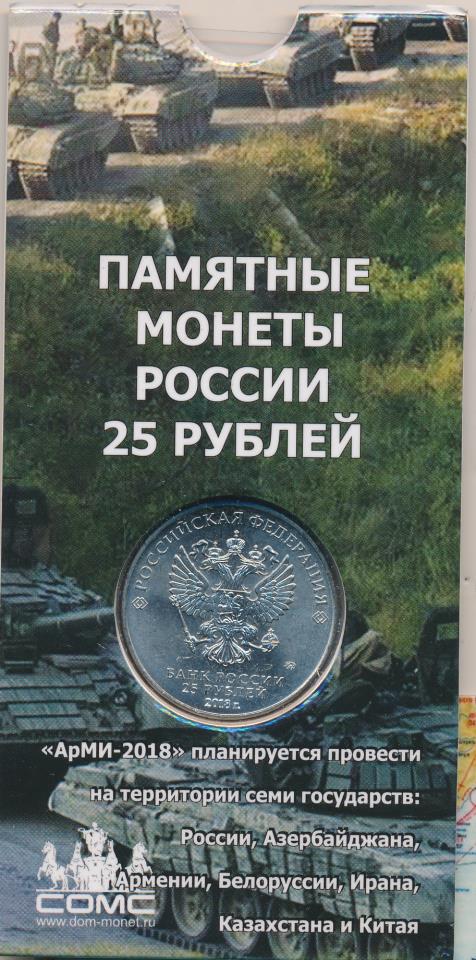 ПАМЯТНЫЕ
МОНЕТЫ
РОССИИ
25 РУБЛЕЙ
РОССИЙСКАЯ ФЕДЕРАЦИЯ
БАНК РОССИИ
25 РУБЛЕЙ
2018 г.
«АрМИ-2018» планируется провести
на территории семи государств:
России, Азербайджана,
Армении, Белоруссии, Ирана,
Казахстана и Китая
СОМС
www.dom-monet.ru